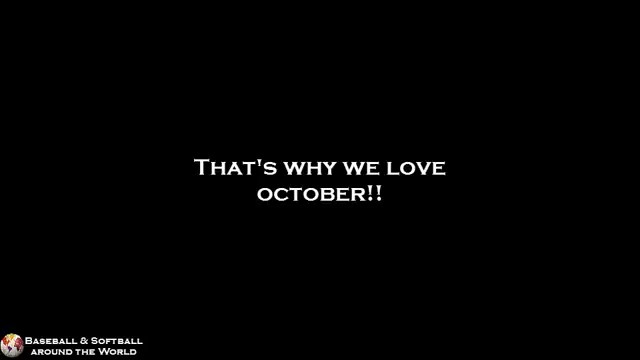 That's why we love
october!!
Baseball & Softball
around the World